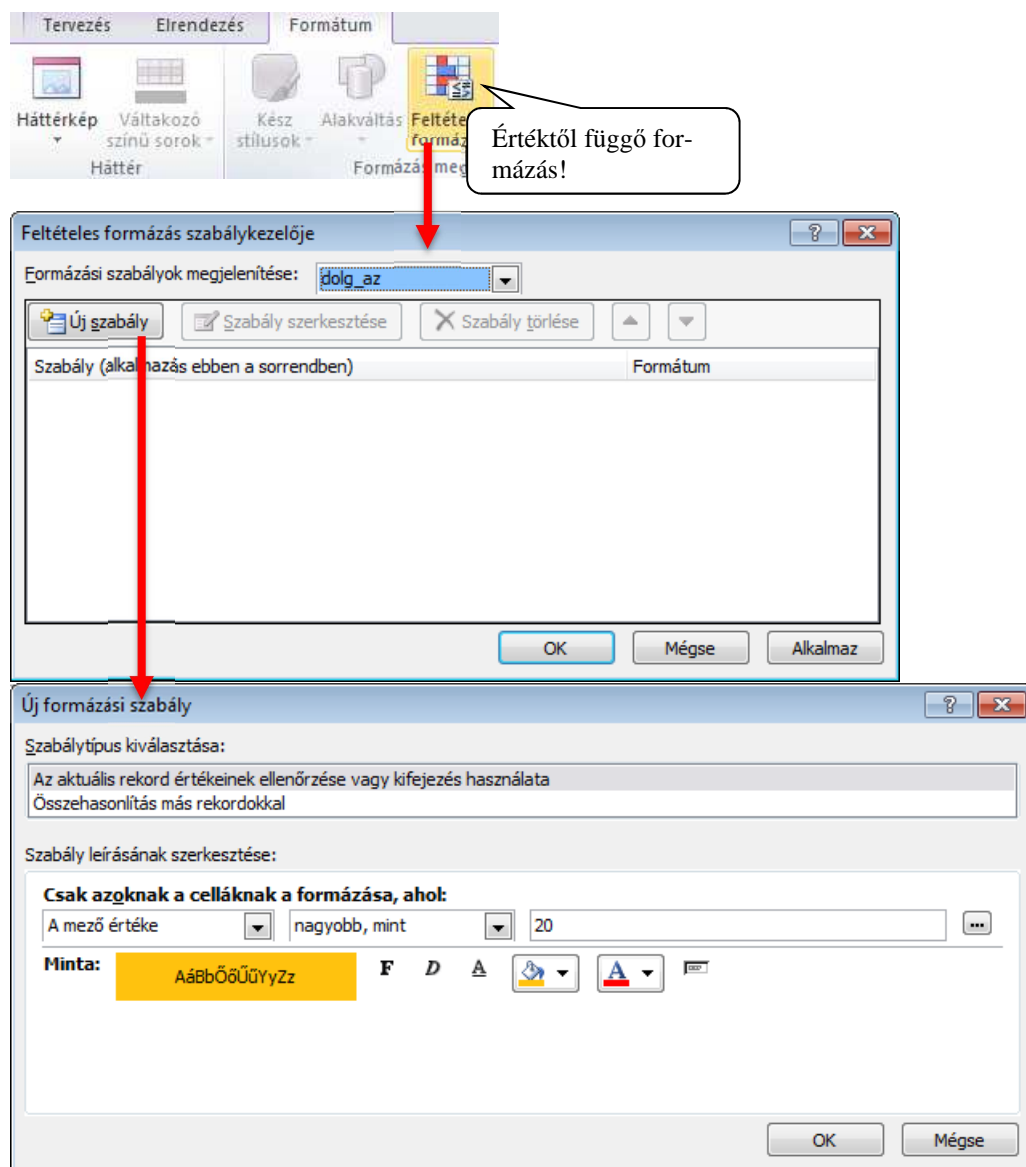 Tervezés Elrendezés Formátum
Háttérkép Váltakozó Kész Alakváltás
színű sorok stílusok
Háttér
Értéktől függő for-
mázás!
Feltételes formázás szabálykezelője
Formázási szabályok megjelenítése: dolg_az
Új szabály Szabály szerkesztése Szabály törlése
Szabály (alkalmazás ebben a sorrendben) Formátum
OK Mégse Alkalmaz
Új formázási szabály
Szabálytípus kiválasztása:
Az aktuális rekord értékeinek ellenőrzése vagy kifejezés használata
Összehasonlítás más rekordokkal
Szabály leírásának szerkesztése:
Csak azoknak a celláknak a formázása, ahol:
A mező értéke nagyobb, mint 20
Minta: AáBbŐőŰűYyZz F D A A
OK Mégse